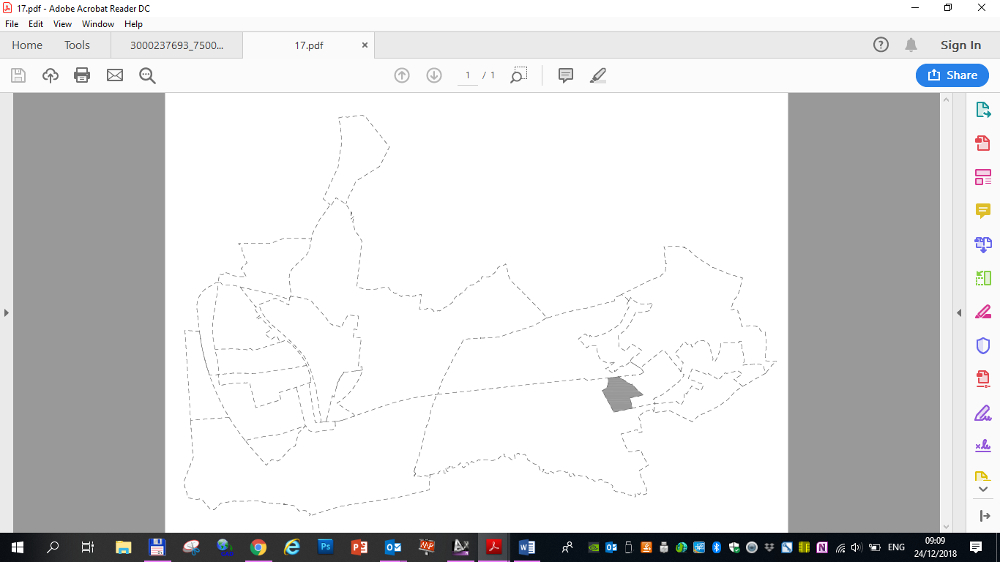 17.pdf - Adobe Acrobat Reader DC
File Edit View Window Help
Home Tools 3000237693_7500... 17.pdf × Sign In
1 / 1 Share
ENG 09:09
24/12/2018